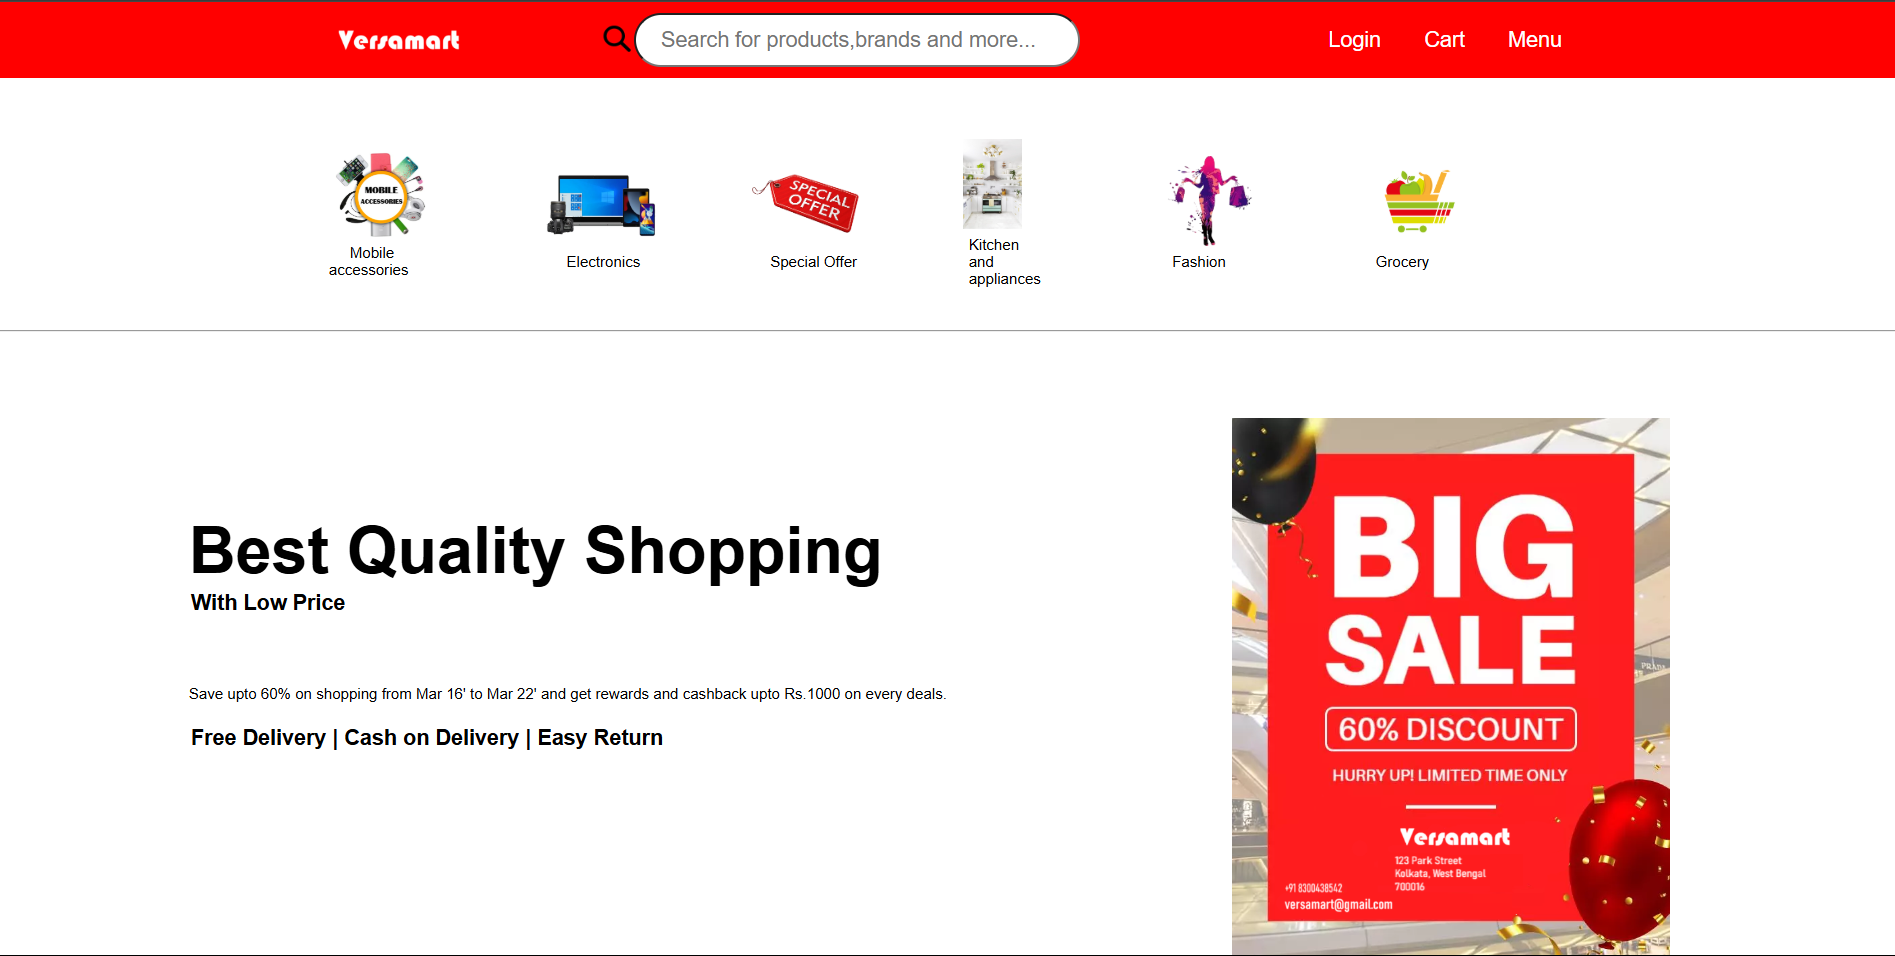 Versamart
Search for products,brands and more...
Login
Cart
Menu
MOBILE
ACCESSORIES
SPECIAL
OFFER
Mobile
accessories
Electronics
Special Offer
Kitchen
and
appliances
Fashion
Grocery
Best Quality Shopping
With Low Price
Save upto 60% on shopping from Mar 16' to Mar 22' and get rewards and cashback upto Rs.1000 on every deals.
Free Delivery | Cash on Delivery | Easy Return
BIG
SALE
60% DISCOUNT
HURRY UP! LIMITED TIME ONLY
Versamart
123 Park Street
Kolkata, West Bengal
700016
+91 8300438542
versamart@gmail.com